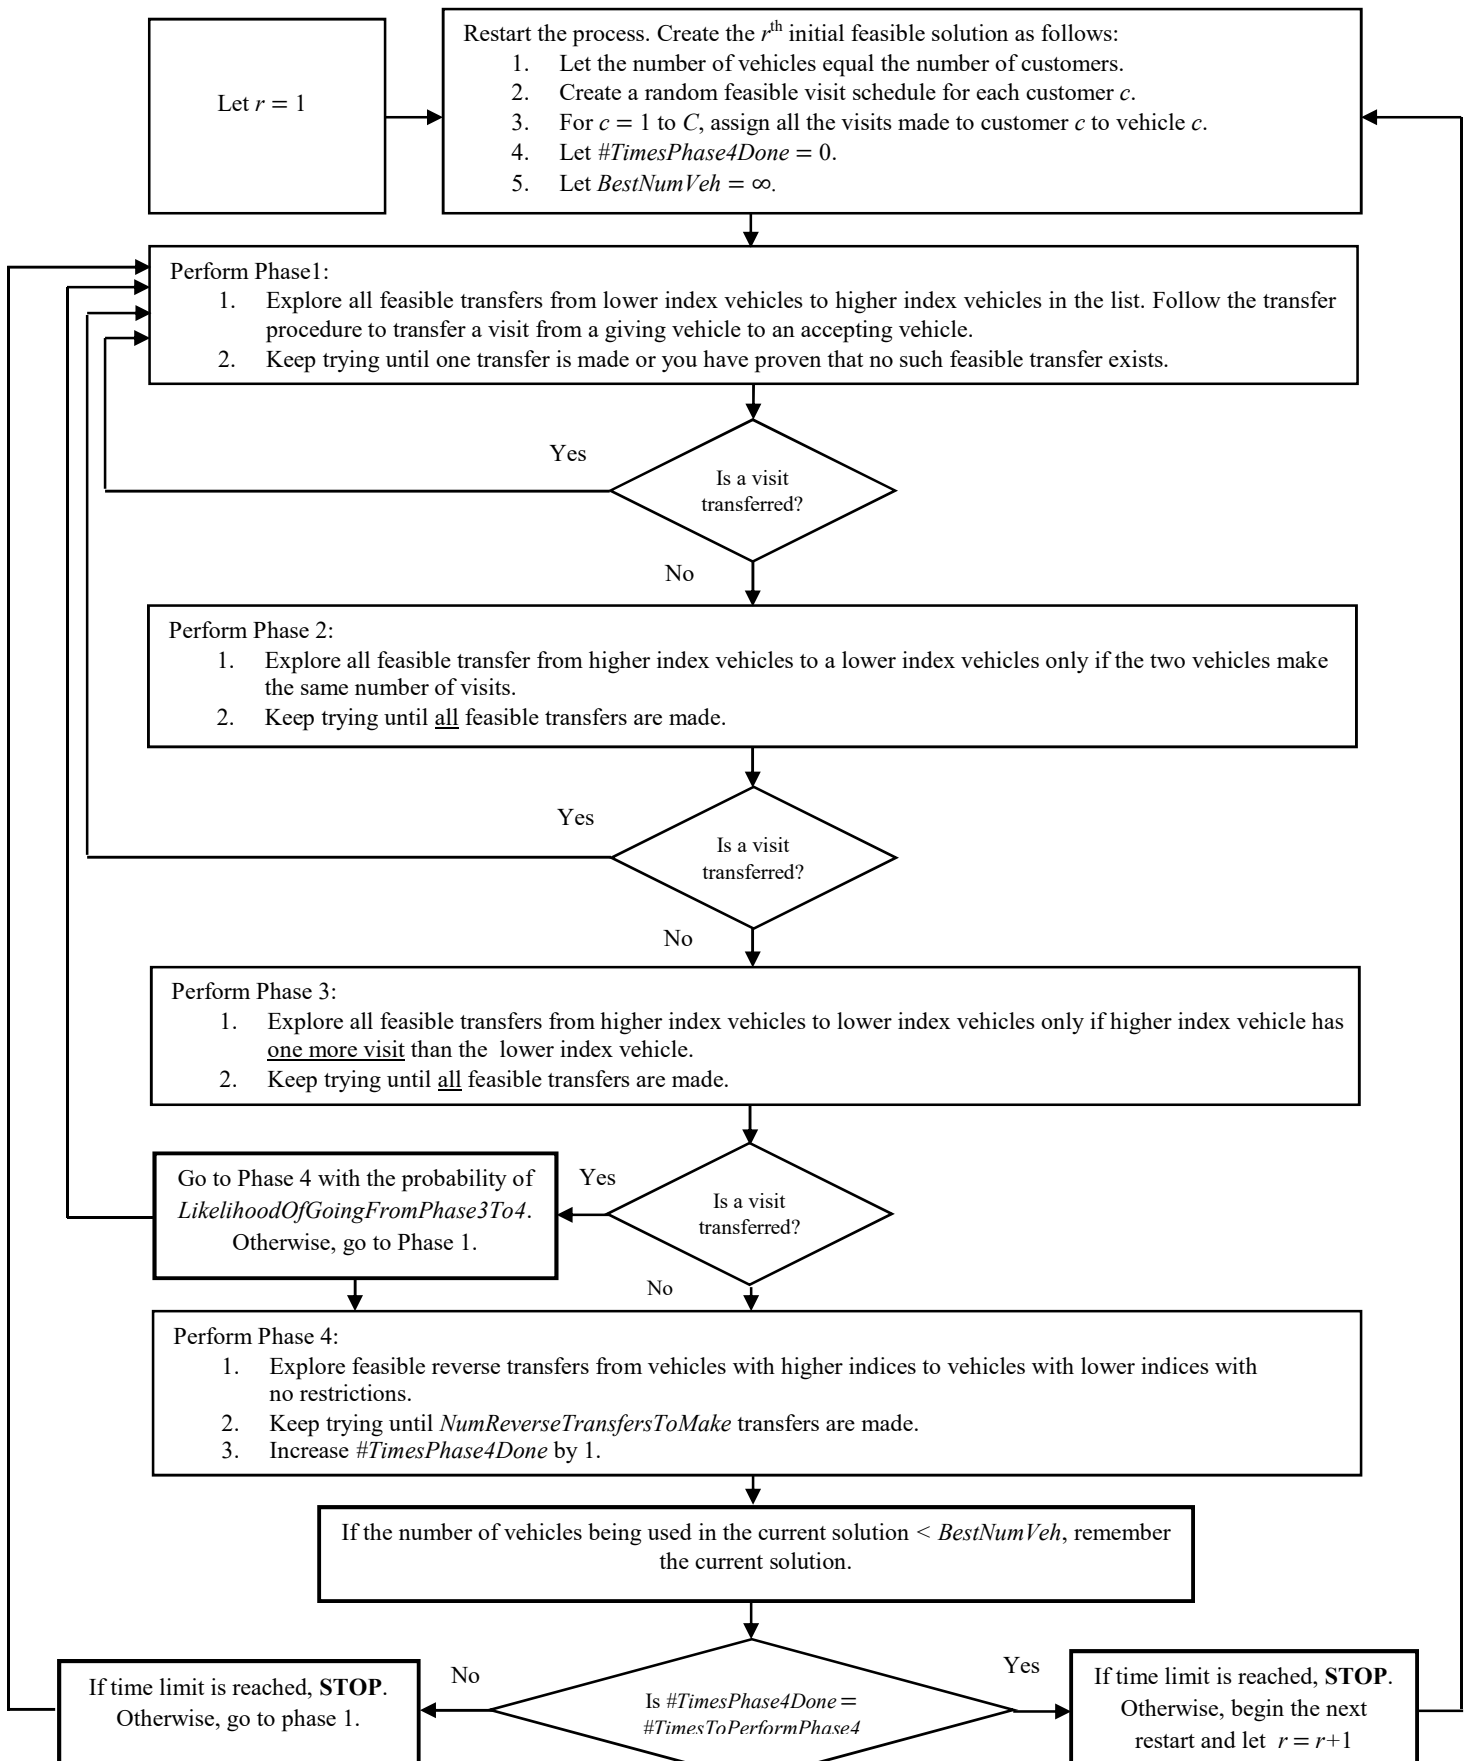 Let r = 1
Restart the process. Create the rth initial feasible solution as follows:
1. Let the number of vehicles equal the number of customers.
2. Create a random feasible visit schedule for each customer c.
3. For c = 1 to C, assign all the visits made to customer c to vehicle c.
4. Let #TimesPhase4Done = 0.
5. Let BestNumVeh = ∞.
Perform Phase1:
1. Explore all feasible transfers from lower index vehicles to higher index vehicles in the list. Follow the transfer
procedure to transfer a visit from a giving vehicle to an accepting vehicle.
2. Keep trying until one transfer is made or you have proven that no such feasible transfer exists.
Yes
Is a visit
transferred?
No
Perform Phase 2:
1. Explore all feasible transfer from higher index vehicles to a lower index vehicles only if the two vehicles make
the same number of visits.
2. Keep trying until all feasible transfers are made.
Yes
Is a visit
transferred?
No
Perform Phase 3:
1. Explore all feasible transfers from higher index vehicles to lower index vehicles only if higher index vehicle has
one more visit than the lower index vehicle.
2. Keep trying until all feasible transfers are made.
Go to Phase 4 with the probability of
LikelihoodOfGoingFromPhase3To4.
Otherwise, go to Phase 1.
Yes
Is a visit
transferred?
No
Perform Phase 4:
1. Explore feasible reverse transfers from vehicles with higher indices to vehicles with lower indices with
no restrictions.
2. Keep trying until NumReverseTransfersToMake transfers are made.
3. Increase #TimesPhase4Done by 1.
If the number of vehicles being used in the current solution < BestNumVeh, remember
the current solution.
If time limit is reached, STOP.
Otherwise, go to phase 1.
No
Is #TimesPhase4Done =
#TimesToPerformPhase4
Yes
If time limit is reached, STOP.
Otherwise, begin the next
restart and let r = r+1